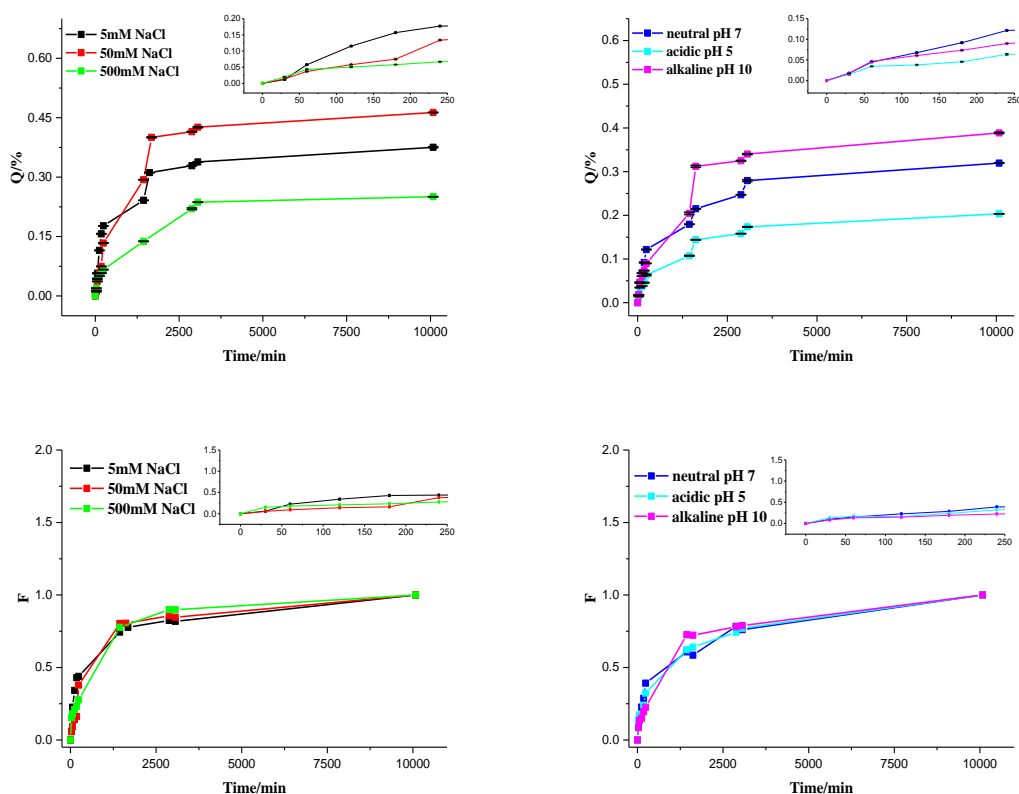 0.60
0.45
0.30
0.15
0.00
Q/%
5mM NaCl
50mM NaCl
500mM NaCl
0.20
0.15
0.10
0.05
0.00
0 50 100 150 200 250
0 2500 5000 7500 10000
Time/min
0.6
0.5
0.4
0.3
0.2
0.1
0.0
Q/%
neutral pH 7
acidic pH 5
alkaline pH 10
0.15
0.10
0.05
0.00
0 50 100 150 200 250
0 2500 5000 7500 10000
Time/min
2.0
1.5
1.0
0.5
0.0
F
5mM NaCl
50mM NaCl
500mM NaCl
1.5
1.0
0.5
0.0
0 50 100 150 200 250
0 2500 5000 7500 10000
Time/min
2.0
1.5
1.0
0.5
0.0
F
neutral pH 7
acidic pH 5
alkaline pH 10
1.5
1.0
0.5
0.0
0 50 100 150 200 250
0 2500 5000 7500 10000
Time/min